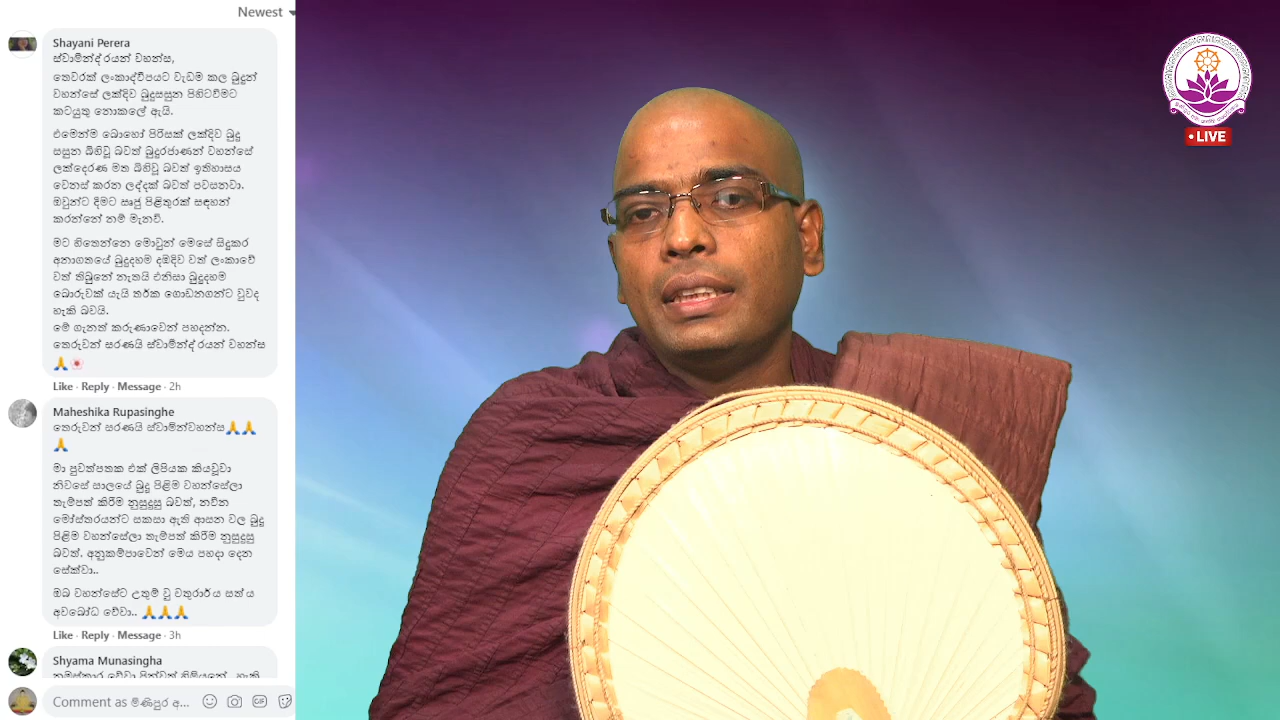 Newest
Shayani Perera
ස්වාමින්ද් රයන් වහන්ස,
තෙවරක් ලංකාද්වීපයට වැඩම කල බුදුන්
වහන්සේ ලක්දිව බුදුසසුන පිහිටවීමට
කටයුතු නොකලේ ඇයි.
එමෙන්ම බොහෝ පිරිසක් ලක්දිව බුදු
සසුන බිහිවූ බවත් බුදුරජාණන් වහන්සේ
ලක්දෙරණ මත බිහිවූ බවත් ඉතිහාසය
වෙනස් කරන ලද්දක් බවත් පවසනවා.
ඔවුන්ට දීමට සෘජු පිළිතුරක් සඳහන්
කරන්නේ නම් මැනවි.
මට හිතෙන්නෙ මොවුන් මෙසේ සිදුකර
අනාගතයේ බුදුදහම දඹදිව වත් ලංකාවේ
වත් තිබුනේ නැතයි එනිසා බුදුදහම
බොරුවක් යැයි තර්ක ගොඩනගන්ට වුවද
හැකි බවයි.
මේ ගැනත් කරුණාවෙන් පහදන්න.
තෙරුවන් සරණයි ස්වාමින්ද් රයන් වහන්ස
🙏💮
Like · Reply · Message · 2h
Maheshika Rupasinghe
තෙරුවන් සරණයි ස්වාමින්වහන්ස🙏🙏
🙏
මා පුවත්පතක එක් ලිපියක කියවූවා
නිවසේ සාලයේ බුදු පිළිම වහන්සේලා
තැම්පත් කිරීම නුසුදුසු බවත්, නවීන
මෝස්තරයන්ට සකසා ඇති ආසන වල බුදු
පිළිම වහන්සේලා තැම්පත් කිරීම නුසුදුසු
බවත්. අනුකම්පාවෙන් මෙය පහදා දෙන
සේක්වා..
ඔබ වහන්සේට උතුම් වු චතුරාර්ය සත්ය
අවබෝධ වේවා.. 🙏🙏🙏
Like · Reply · Message · 3h
Shyama Munasingha
Comment as මිණිපුර අ...
• LIVE